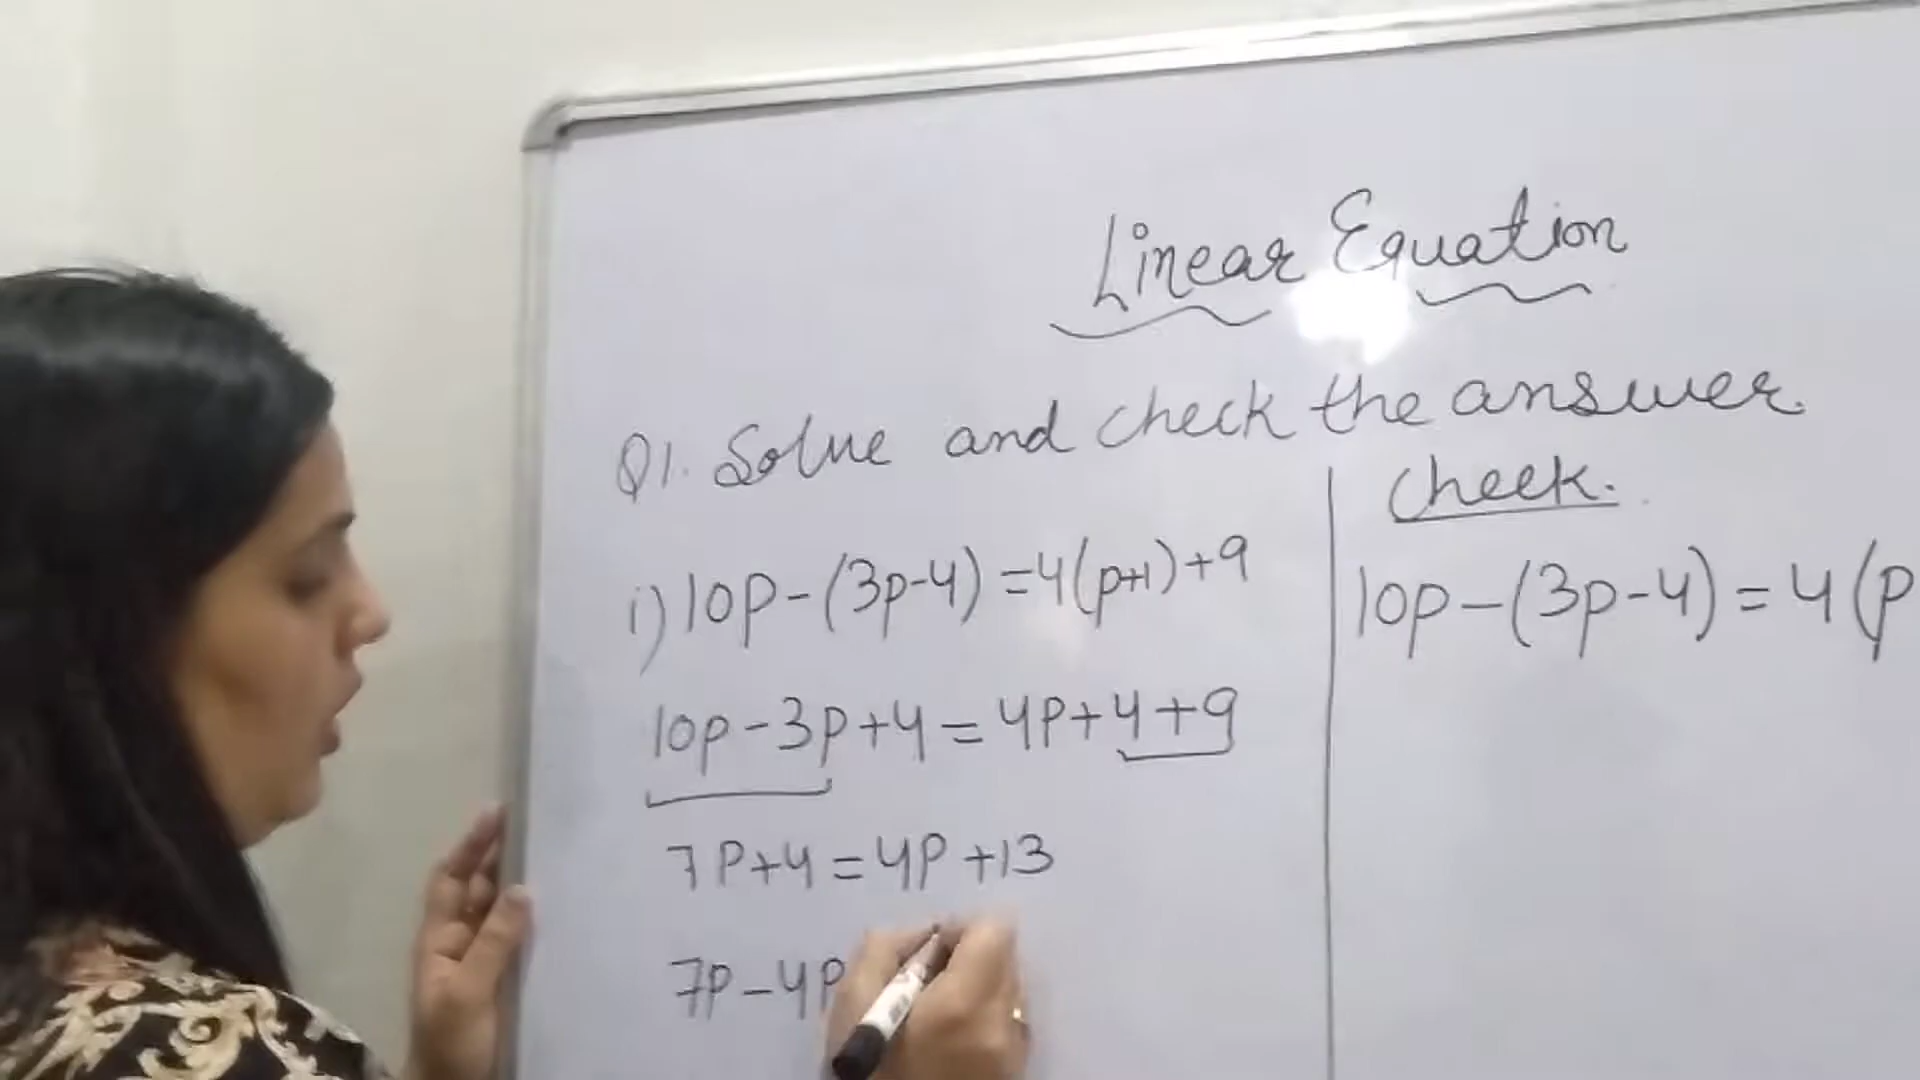 Linear Equation
Q1. Solve and check the answer.
i) 10p-(3p-4)=4(p+1)+9
10p-3p+4=4p+4+9
7P+4=4P+13
7p-4p
Check.
10p-(3p-4)=4(p